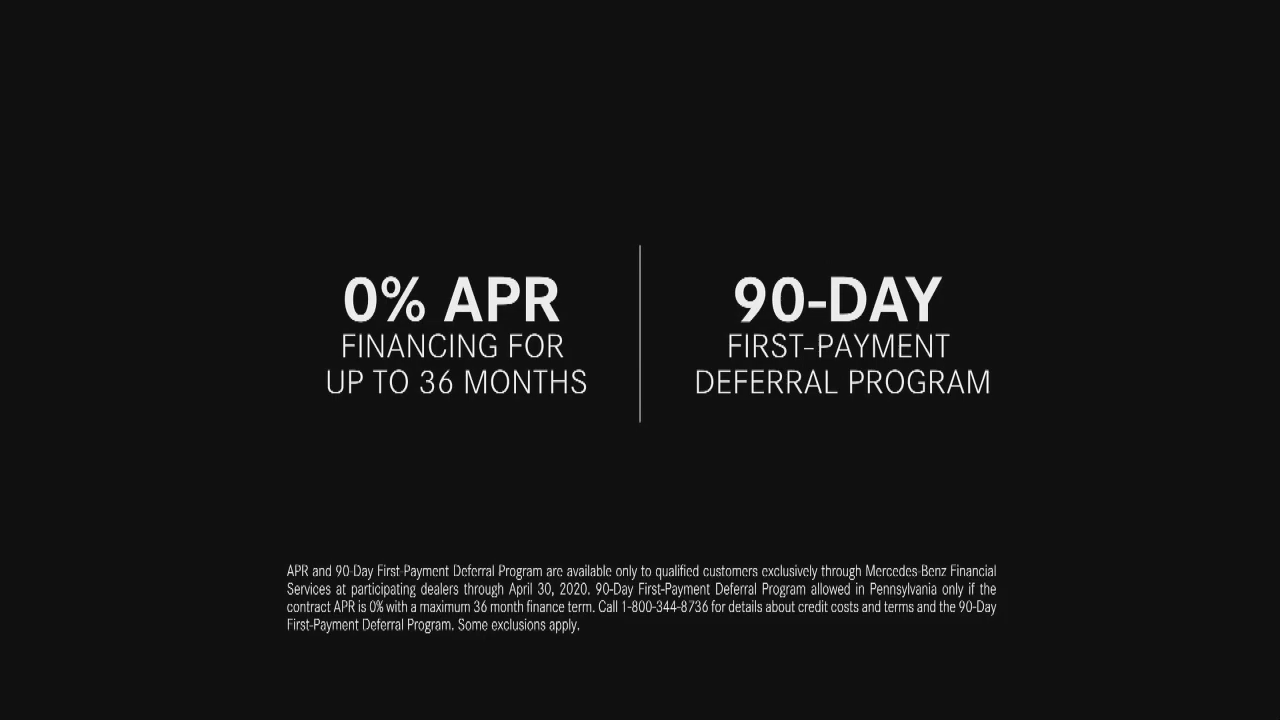 0% APR
FINANCING FOR
UP TO 36 MONTHS
90-DAY
FIRST-PAYMENT
DEFERRAL PROGRAM
APR and 90-Day First-Payment Deferral Program are available only to qualified customers exclusively through Mercedes-Benz Financial
Services at participating dealers through April 30, 2020. 90-Day First-Payment Deferral Program allowed in Pennsylvania only if the
contract APR is 0% with a maximum 36 month finance term. Call 1-800-344-8736 for details about credit costs and terms and the 90-Day
First-Payment Deferral Program. Some exclusions apply.